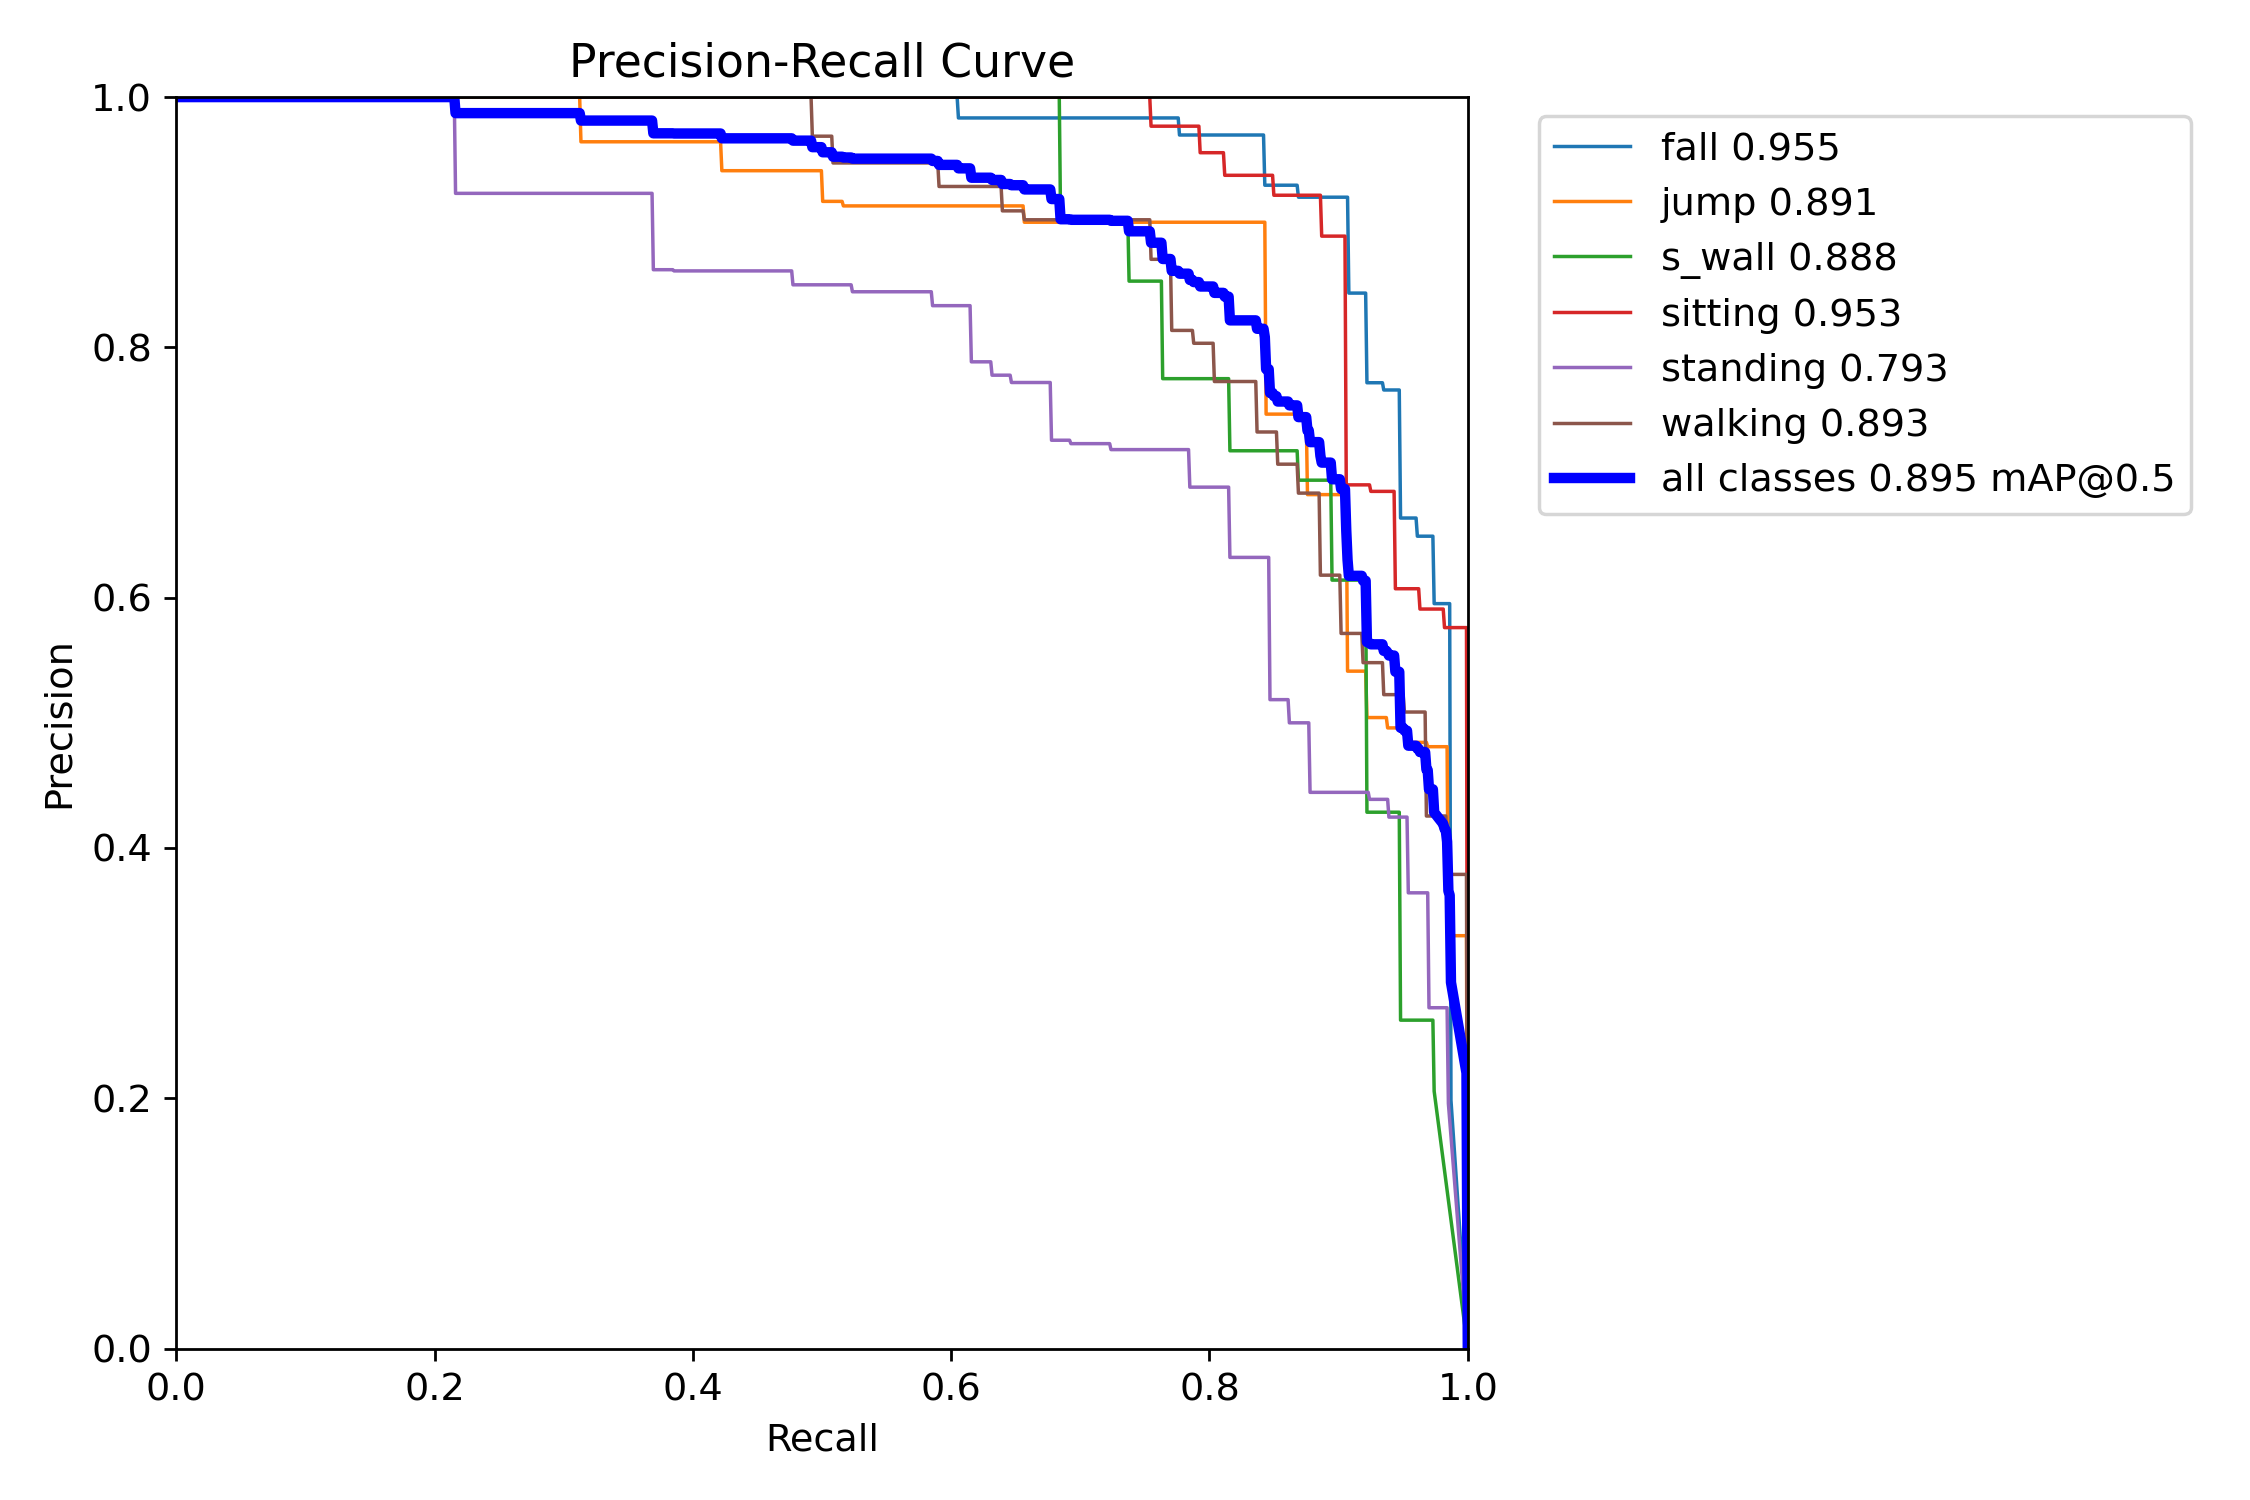 Precision-Recall Curve
1.0
0.8
0.6
0.4
0.2
0.0
Precision
0.0 0.2 0.4 0.6 0.8 1.0
Recall
fall 0.955
jump 0.891
s_wall 0.888
sitting 0.953
standing 0.793
walking 0.893
all classes 0.895 mAP@0.5